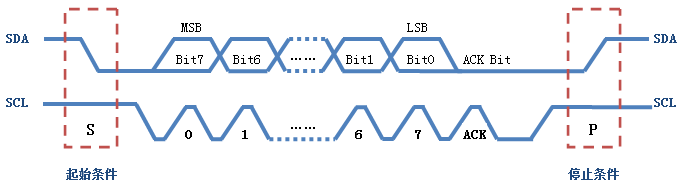 MSB LSB
SDA Bit7 Bit6 …… Bit1 Bit0 ACK Bit SDA
SCL SCL
S 0 1 …… 6 7 ACK P
起始条件 停止条件